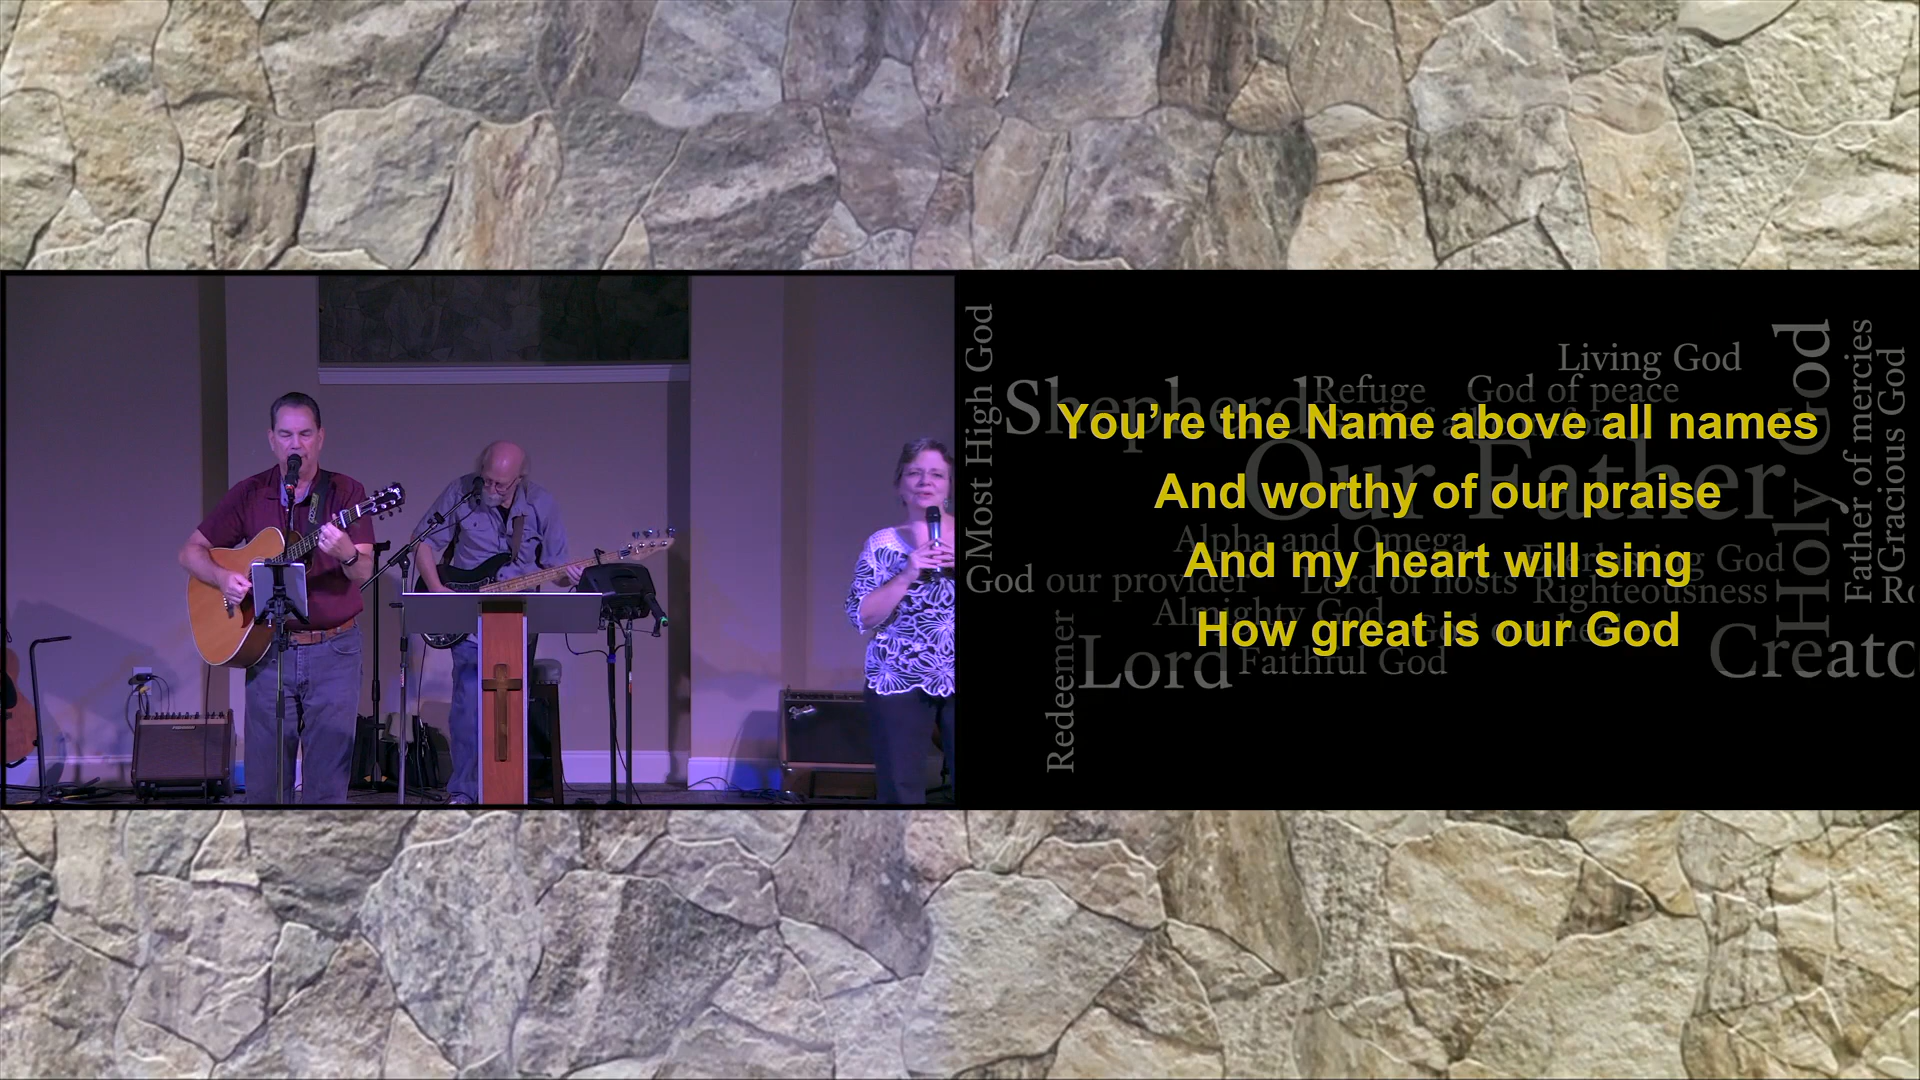 You're the Name above all names
And worthy of our praise
And my heart will sing
How great is our God
Most High God
Living God
Shepherd
Refuge
God of peace
Our Father
Holy God
Father of mercies
Gracious God
Alpha and Omega
Everlasting God
God our provider
Lord of hosts
Righteousness
Almighty God
Redeemer
Lord
Faithful God